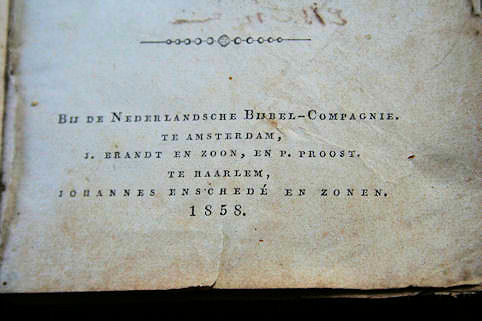 BIJ DE NEDERLANDSCHE BIJBEL-COMPAGNIE.
TE AMSTERDAM,
J. BRANDT EN ZOON, EN P. PROOST.
TE HAARLEM,
JOHANNES ENSCHEDÉ EN ZONEN.
1858.